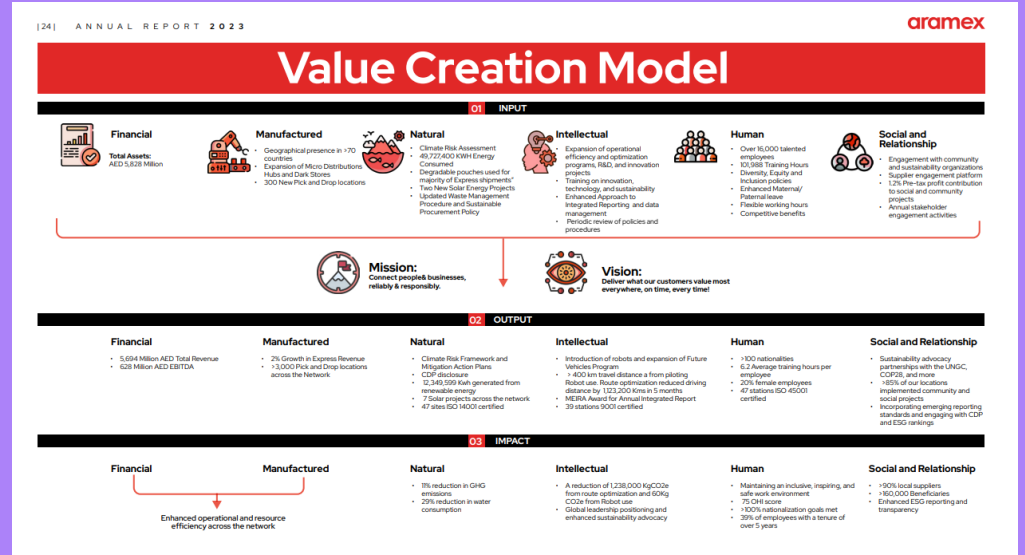 | 24 | ANNUAL REPORT 2023
aramex
Value Creation Model
01 INPUT
Financial
Total Assets:
AED 5,828 Million
Manufactured
• Geographical presence in >70
countries
• Expansion of Micro Distributions
Hubs and Dark Stores
• 300 New Pick and Drop locations
Natural
• Climate Risk Assessment
• 49,727,400 KWH Energy
Consumed
• Degradable pouches used for
majority of Express shipments"
• Two New Solar Energy Projects
• Updated Waste Management
Procedure and Sustainable
Procurement Policy
Intellectual
• Expansion of operational
efficiency and optimization
programs, R&D, and innovation
projects
• Training on innovation,
technology, and sustainability
• Enhanced Approach to
Integrated Reporting and data
management
• Periodic review of policies and
procedures
Human
• Over 16,000 talented
employees
• 101,988 Training Hours
• Diversity, Equity and
Inclusion policies
• Enhanced Maternal/
Paternal leave
• Flexible working hours
• Competitive benefits
Social and
Relationship
• Engagement with community
and sustainability organizations
• Supplier engagement platform
• 1.2% Pre-tax profit contribution
to social and community
projects
• Annual stakeholder
engagement activities
Mission:
Connect people& businesses,
reliably & responsibly.
Vision:
Deliver what our customers value most
everywhere, on time, every time!
02 OUTPUT
Financial
• 5,694 Million AED Total Revenue
• 628 Million AED EBITDA
Manufactured
• 2% Growth in Express Revenue
• >3,000 Pick and Drop locations
across the Network
Natural
• Climate Risk Framework and
Mitigation Action Plans
• CDP disclosure
• 12,349,599 Kwh generated from
renewable energy
• 7 Solar projects across the network
• 47 sites ISO 14001 certified
Intellectual
• Introduction of robots and expansion of Future
Vehicles Program
• > 400 km travel distance from piloting
Robot use. Route optimization reduced driving
distance by 1,123,200 Kms in 5 months
• MEIRA Award for Annual Integrated Report
• 39 stations 9001 certified
Human
• >100 nationalities
• 6.2 Average training hours per
employee
• 20% female employees
• 47 stations ISO 45001
certified
Social and Relationship
• Sustainability advocacy
partnerships with the UNGC,
COP28, and more
• >85% of our locations
implemented community and
social projects
• Incorporating emerging reporting
standards and engaging with CDP
and ESG rankings
03 IMPACT
Financial
Manufactured
Enhanced operational and resource
efficiency across the network
Natural
• 11% reduction in GHG
emissions
• 29% reduction in water
consumption
Intellectual
• A reduction of 1,238,000 KgCO2e
from route optimization and 60Kg
CO2e from Robot use
• Global leadership positioning and
enhanced sustainability advocacy
Human
• Maintaining an inclusive, inspiring, and
safe work environment
• 75 OHI score
• >100% nationalization goals met
• 39% of employees with a tenure of
over 5 years
Social and Relationship
• >90% local suppliers
• >160,000 Beneficiaries
• Enhanced ESG reporting and
transparency